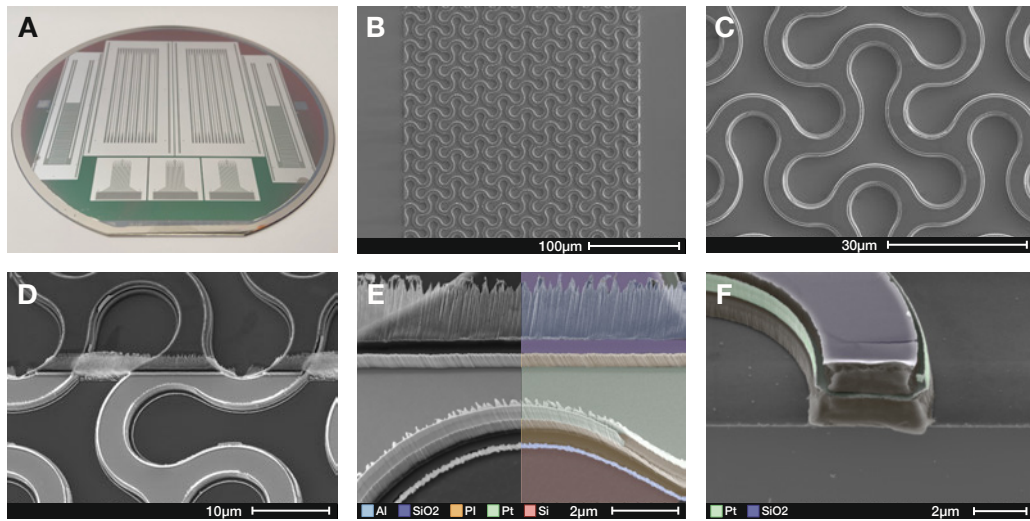 A
B
C
100µm
30µm
D
E
F
10µm
Al SiO2 PI Pt Si 2µm
Pt SiO2 2µm